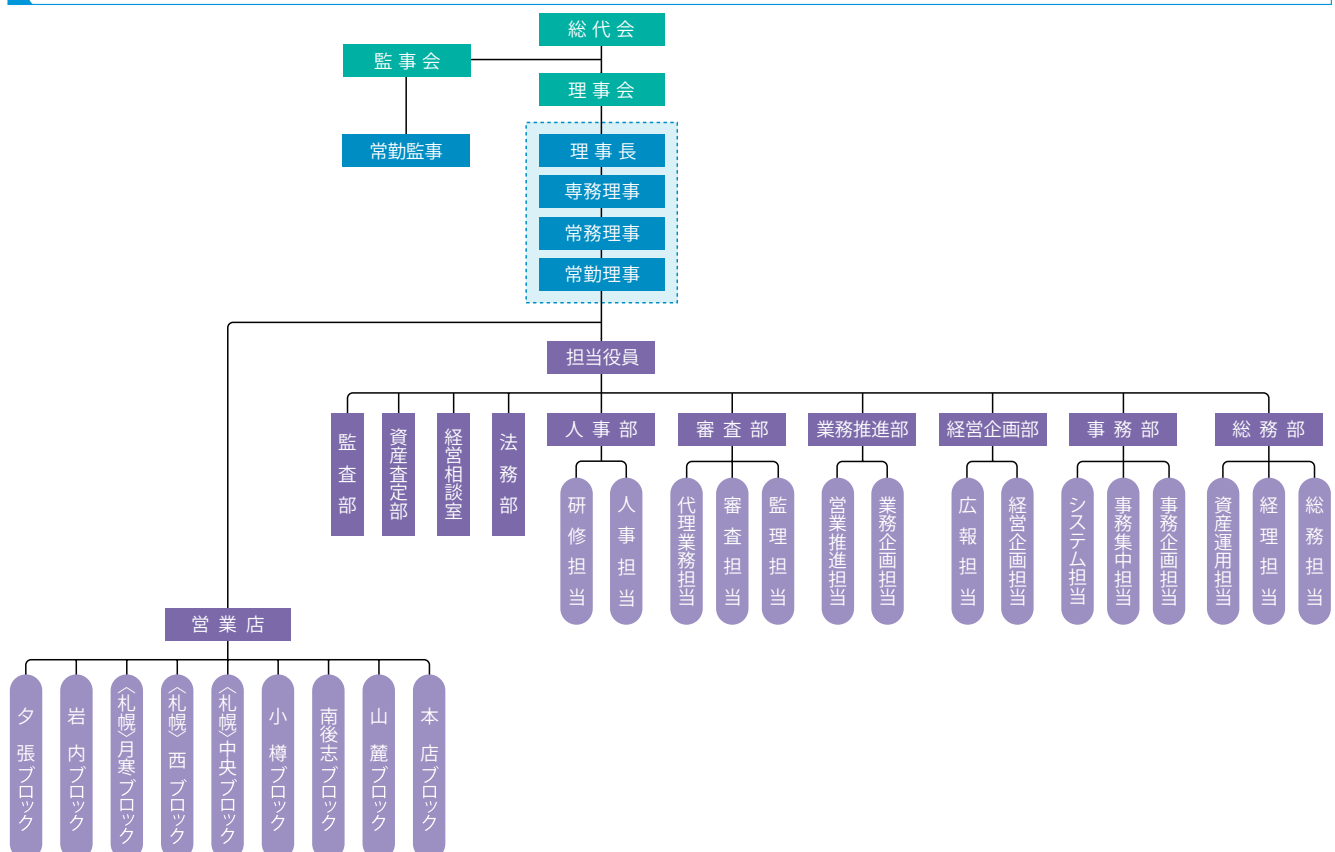 総代会
監事会
理事会
常勤監事
理事長
専務理事
常務理事
常勤理事
担当役員
監査部
資産査定部
経営相談室
法務部
人事部
審査部
業務推進部
経営企画部
事務部
総務部
研修担当
人事担当
代理業務担当
審査担当
監理担当
営業推進担当
業務企画担当
広報担当
経営企画担当
システム担当
事務集中担当
事務企画担当
資産運用担当
経理担当
総務担当
営業店
夕張ブロック
岩内ブロック
〈札幌〉月寒ブロック
〈札幌〉西ブロック
〈札幌〉中央ブロック
小樽ブロック
南後志ブロック
山麓ブロック
本店ブロック